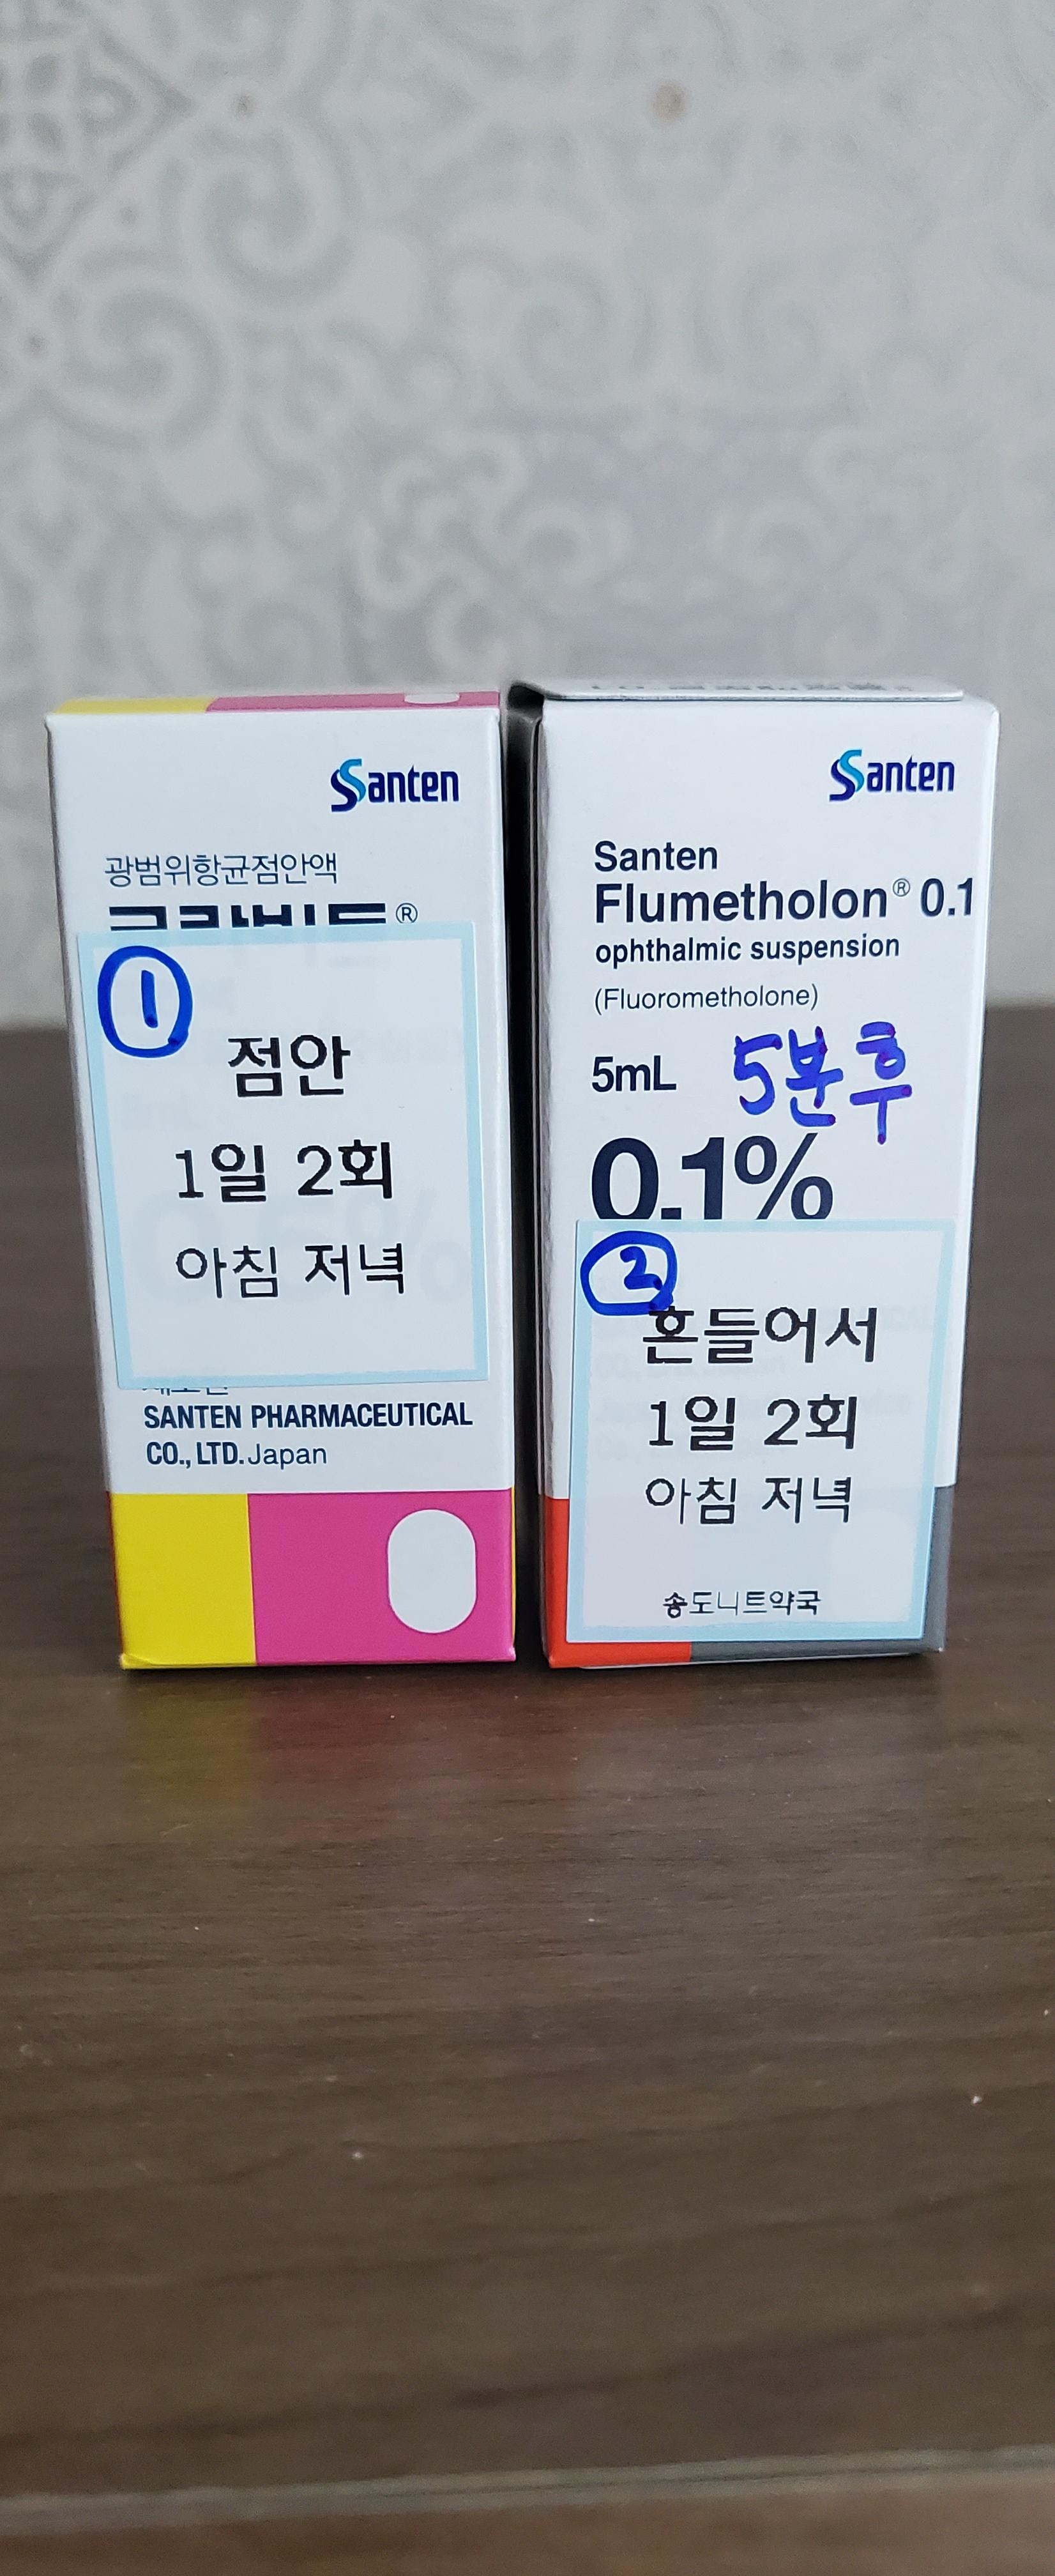 Santen
광범위항균점안액
®
①
점안
1일 2회
아침 저녁
SANTEN PHARMACEUTICAL
CO., LTD. Japan
Santen
Santen
Flumetholon® 0.1
ophthalmic suspension
(Fluorometholone)
5mL 5분 후
0.1%
②
흔들어서
1일 2회
아침 저녁
송도니트약국